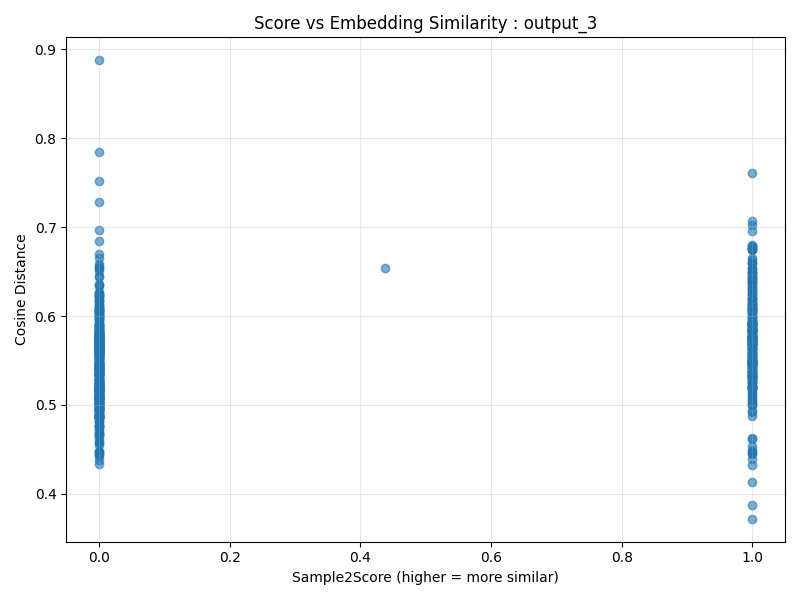 Score vs Embedding Similarity : output_3
Cosine Distance
0.9
0.8
0.7
0.6
0.5
0.4
0.0 0.2 0.4 0.6 0.8 1.0
Sample2Score (higher = more similar)